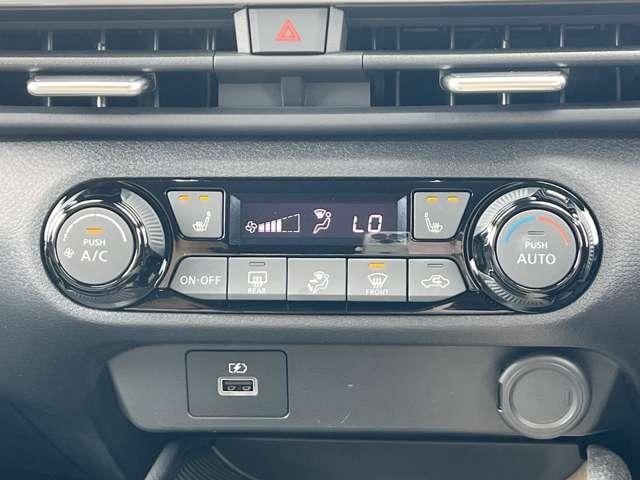 LO
PUSH
A/C
PUSH
AUTO
ON·OFF
REAR
FRONT